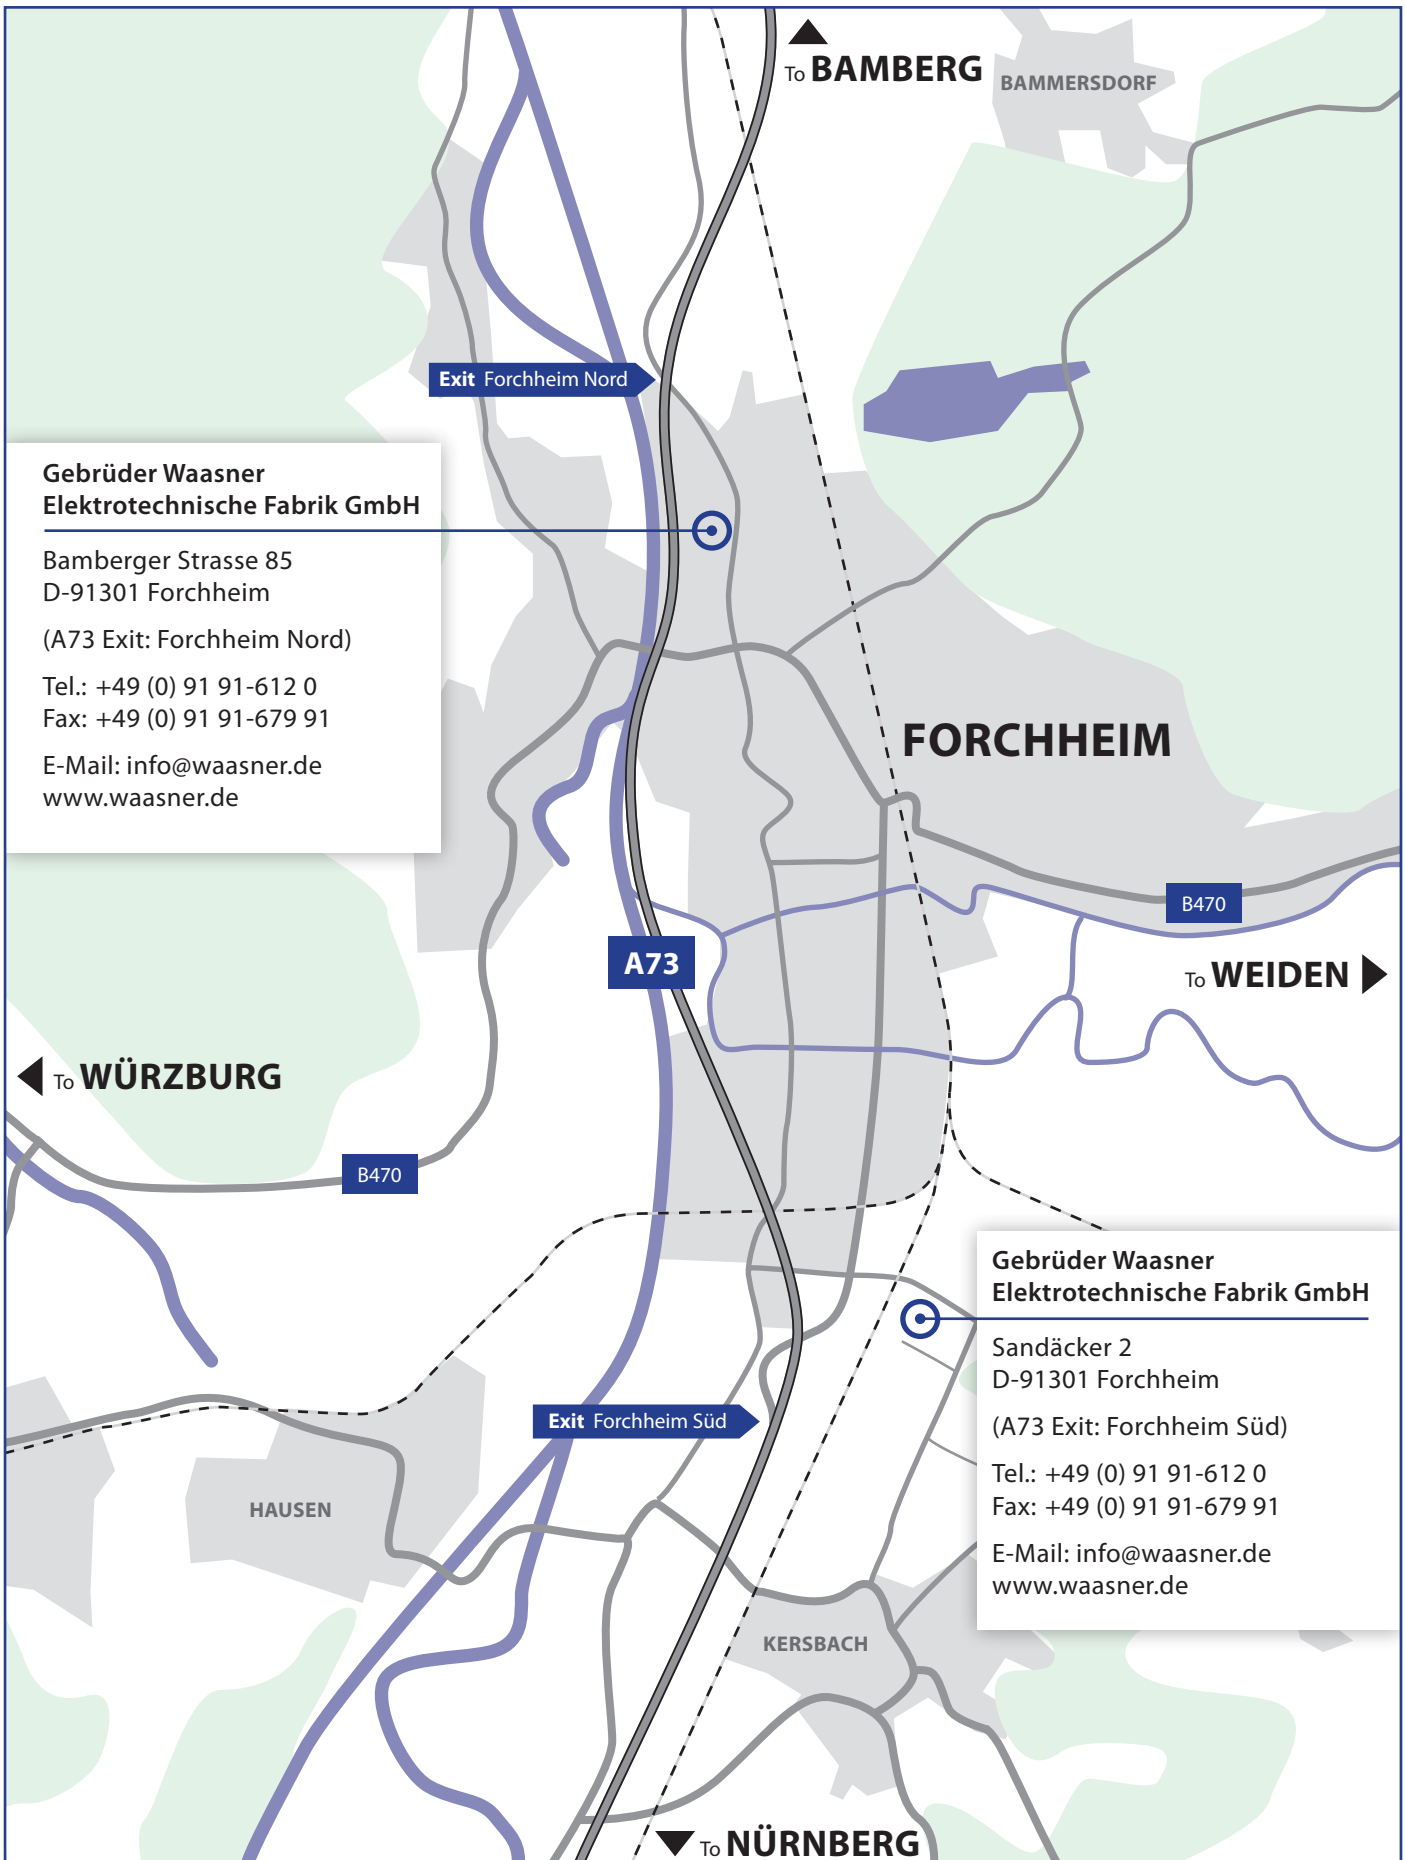 To BAMBERG
BAMMERSDORF
Exit Forchheim Nord
Gebrüder Waasner
Elektrotechnische Fabrik GmbH
Bamberger Strasse 85
D-91301 Forchheim
(A73 Exit: Forchheim Nord)
Tel.: +49 (0) 91 91-612 0
Fax: +49 (0) 91 91-679 91
E-Mail: info@waasner.de
www.waasner.de
FORCHHEIM
B470
A73
To WEIDEN
To WÜRZBURG
B470
Gebrüder Waasner
Elektrotechnische Fabrik GmbH
Sandäcker 2
D-91301 Forchheim
(A73 Exit: Forchheim Süd)
Tel.: +49 (0) 91 91-612 0
Fax: +49 (0) 91 91-679 91
E-Mail: info@waasner.de
www.waasner.de
Exit Forchheim Süd
HAUSEN
KERSBACH
To NÜRNBERG